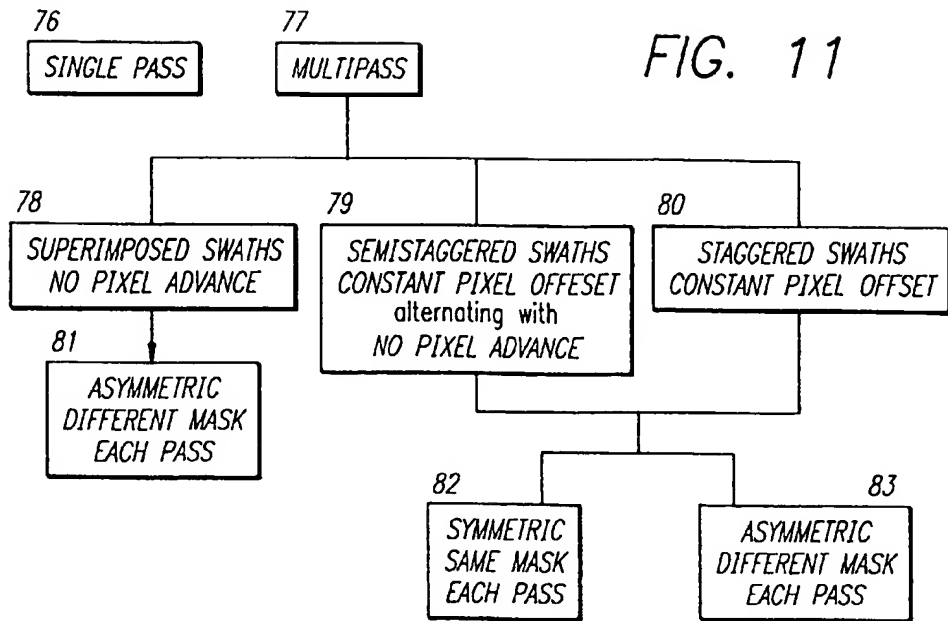 FIG. 11
76
SINGLE PASS
77
MULTIPASS
78
SUPERIMPOSED SWATHS
NO PIXEL ADVANCE
79
SEMISTAGGERED SWATHS
CONSTANT PIXEL OFFESET
alternating with
NO PIXEL ADVANCE
80
STAGGERED SWATHS
CONSTANT PIXEL OFFSET
81
ASYMMETRIC
DIFFERENT MASK
EACH PASS
82
SYMMETRIC
SAME MASK
EACH PASS
83
ASYMMETRIC
DIFFERENT MASK
EACH PASS